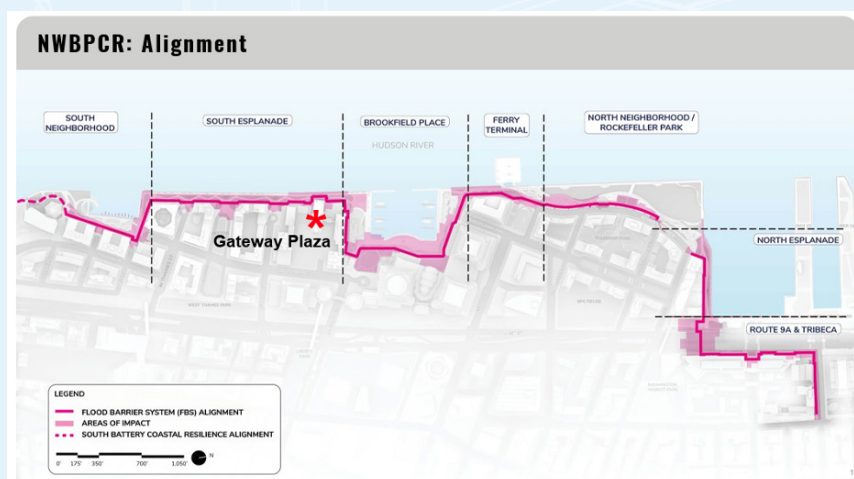 NWBPCR: Alignment
SOUTH
NEIGHBORHOOD
SOUTH ESPLANADE
BROOKFIELD PLACE
FERRY
TERMINAL
NORTH NEIGHBORHOOD /
ROCKEFELLER PARK
HUDSON RIVER
*
Gateway Plaza
NORTH ESPLANADE
ROUTE 9A & TRIBECA
LEGEND
FLOOD BARRIER SYSTEM (FBS) ALIGNMENT
AREAS OF IMPACT
SOUTH BATTERY COASTAL RESILIENCE ALIGNMENT
0' 175' 350' 700' 1,050' N